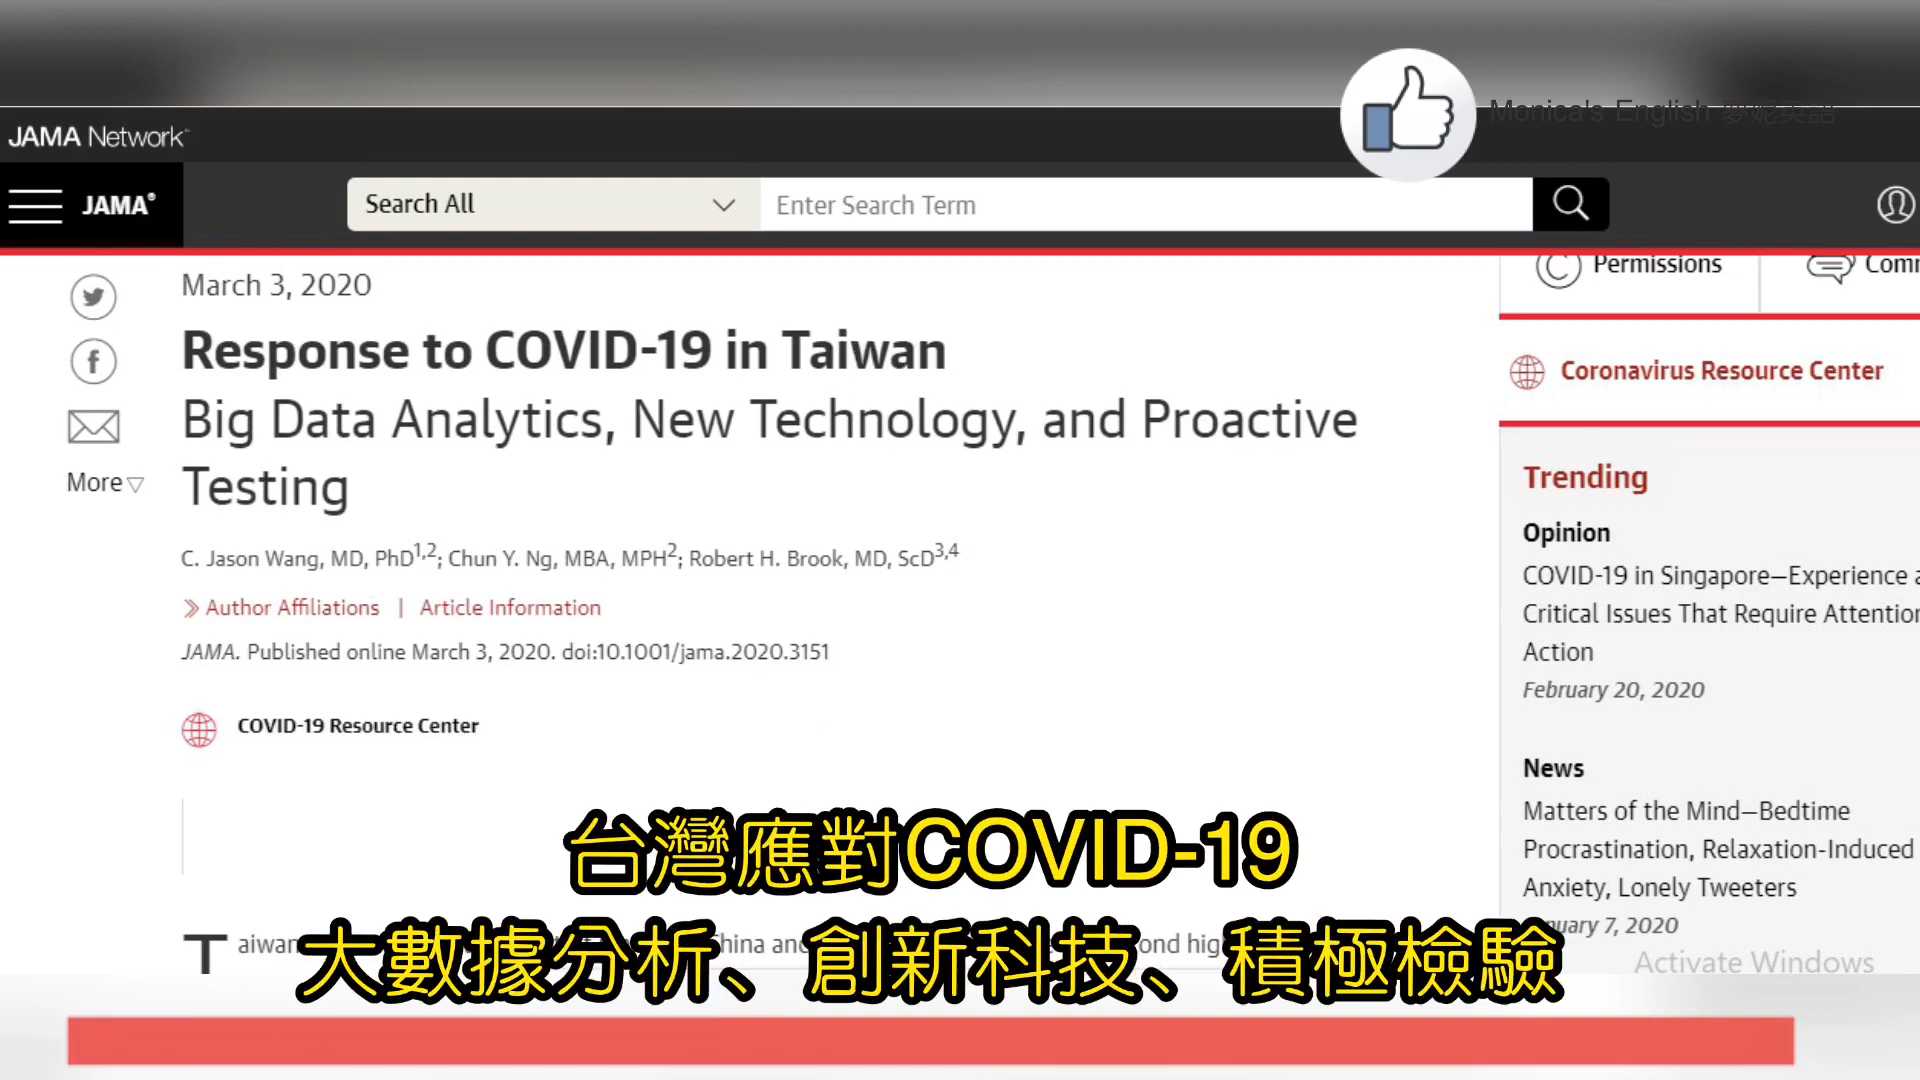 Monica's English 夢妮英語
JAMA Network
JAMA®
Search All
Enter Search Term
March 3, 2020
Response to COVID-19 in Taiwan
Big Data Analytics, New Technology, and Proactive
Testing
More
C. Jason Wang, MD, PhD1,2; Chun Y. Ng, MBA, MPH2; Robert H. Brook, MD, ScD3,4
Author Affiliations | Article Information
JAMA. Published online March 3, 2020. doi:10.1001/jama.2020.3151
COVID-19 Resource Center
Permissions
Coronavirus Resource Center
Trending
Opinion
COVID-19 in Singapore—Experience
Critical Issues That Require
Action
February 20, 2020
News
Matters of the Mind—Bedtime
Procrastination, Relaxation-Induced
Anxiety, Lonely Tweeters
7, 2020
台灣應對COVID-19
大數據分析、創新科技、積極檢驗
Activate Windows